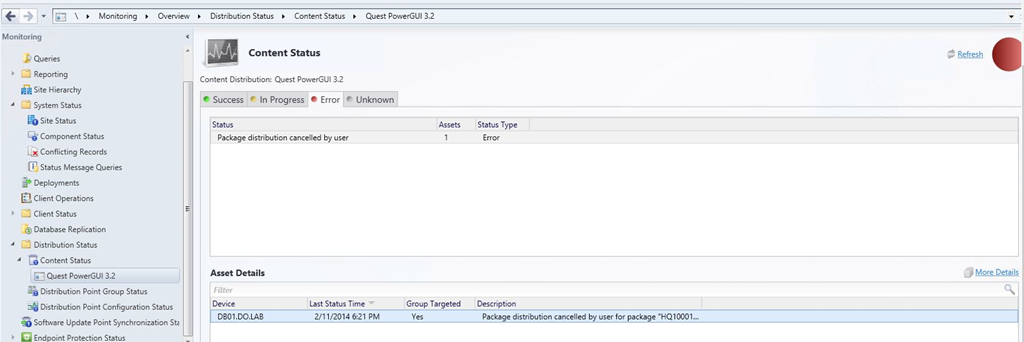 \ ▸ Monitoring ▸ Overview ▸ Distribution Status ▸ Content Status ▸ Quest PowerGUI 3.2
Monitoring
Queries
Reporting
Site Hierarchy
System Status
Site Status
Component Status
Conflicting Records
Status Message Queries
Deployments
Client Operations
Client Status
Database Replication
Distribution Status
Content Status
Quest PowerGUI 3.2
Distribution Point Group Status
Distribution Point Configuration Status
Software Update Point Synchronization Sta
Endpoint Protection Status
Content Status
Refresh
Content Distribution: Quest PowerGUI 3.2
Success In Progress Error Unknown
Status Assets Status Type
Package distribution cancelled by user 1 Error
Asset Details More Details
Filter
Device Last Status Time Group Targeted Description
DB01.DO.LAB 2/11/2014 6:21 PM Yes Package distribution cancelled by user for package "HQ10001...